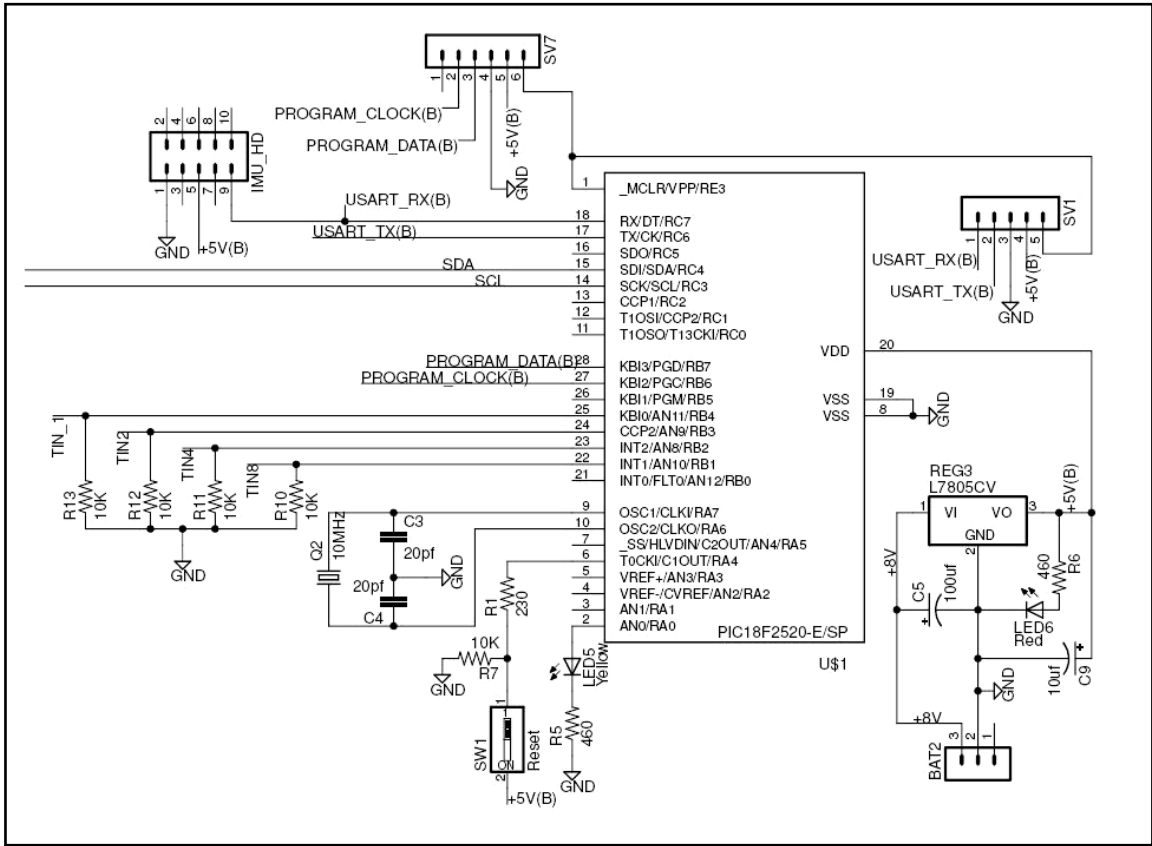 SV7
1 2 3 4 5 6
PROGRAM_CLOCK(B)
PROGRAM_DATA(B)
+5V(B)
GND
2 4 6 8 10
IMU_HD
1 3 5 7 9
GND
+5V(B)
USART_RX(B)
USART_TX(B)
SDA
SCL
PROGRAM_DATA(B)
PROGRAM_CLOCK(B)
TIN_1
TIN2
TIN4
TIN8
R13
10K
R12
10K
R11
10K
R10
10K
GND
1 _MCLR/VPP/RE3
18 RX/DT/RC7
17 TX/CK/RC6
16 SDO/RC5
15 SDI/SDA/RC4
14 SCK/SCL/RC3
13 CCP1/RC2
12 T1OSI/CCP2/RC1
11 T1OSO/T13CKI/RC0
28 KBI3/PGD/RB7
27 KBI2/PGC/RB6
26 KBI1/PGM/RB5
25 KBI0/AN11/RB4
24 CCP2/AN9/RB3
23 INT2/AN8/RB2
22 INT1/AN10/RB1
21 INT0/FLT0/AN12/RB0
9 OSC1/CLKI/RA7
10 OSC2/CLKO/RA6
7 _SS/HLVDIN/C2OUT/AN4/RA5
6 T0CKI/C1OUT/RA4
5 VREF+/AN3/RA3
4 VREF-/CVREF/AN2/RA2
3 AN1/RA1
2 AN0/RA0
VDD 20
VSS 19
VSS 8
GND
PIC18F2520-E/SP
U$1
SV1
1 2 3 4 5
USART_RX(B)
USART_TX(B)
+5V(B)
GND
Q2
10MHz
C3
20pf
20pf
C4
GND
R1
230
10K
R7
GND
SW1
1
1
ON
2
Reset
+5V(B)
LED5
Yellow
R5
460
GND
REG3
L7805CV
1 VI VO 3
GND
2
+5V(B)
+8V
C5
100uf
460
R6
LED6
Red
10uf
C9
GND
+8V
3 2 1
BAT2